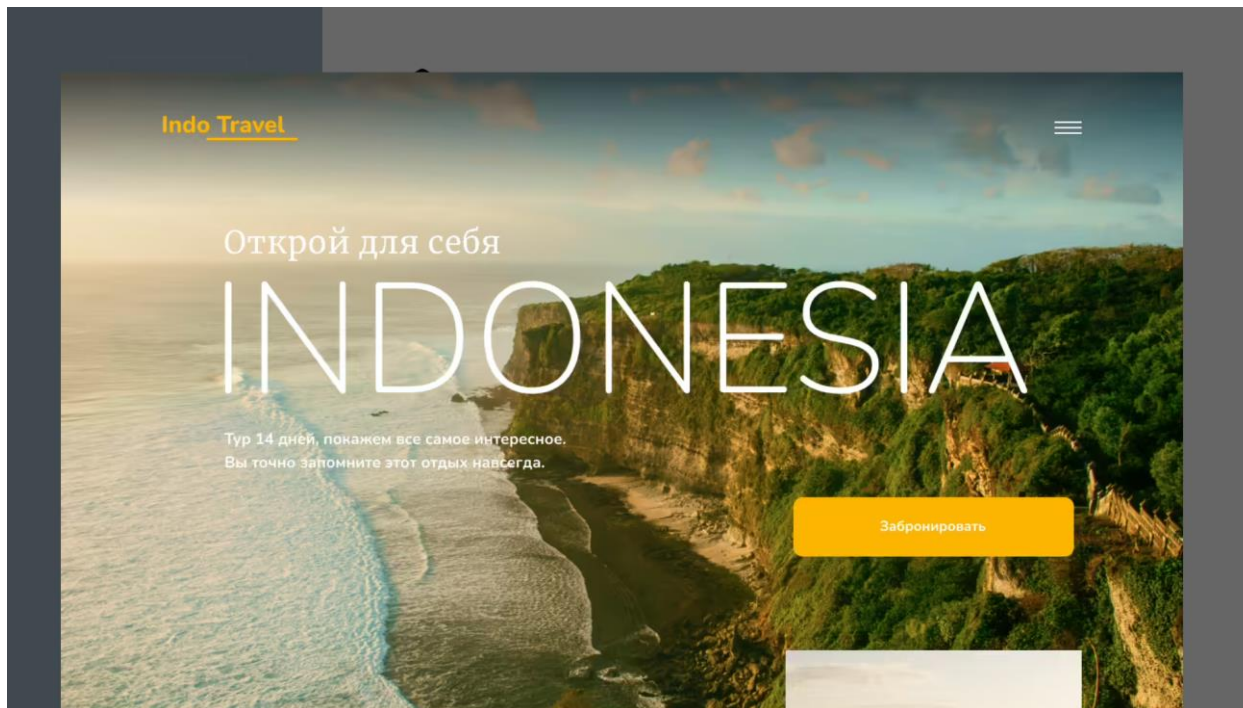 Indo Travel
Открой для себя
INDONESIA
Тур 14 дней, покажем все самое интересное.
Вы точно запомните этот отдых навсегда.
Забронировать